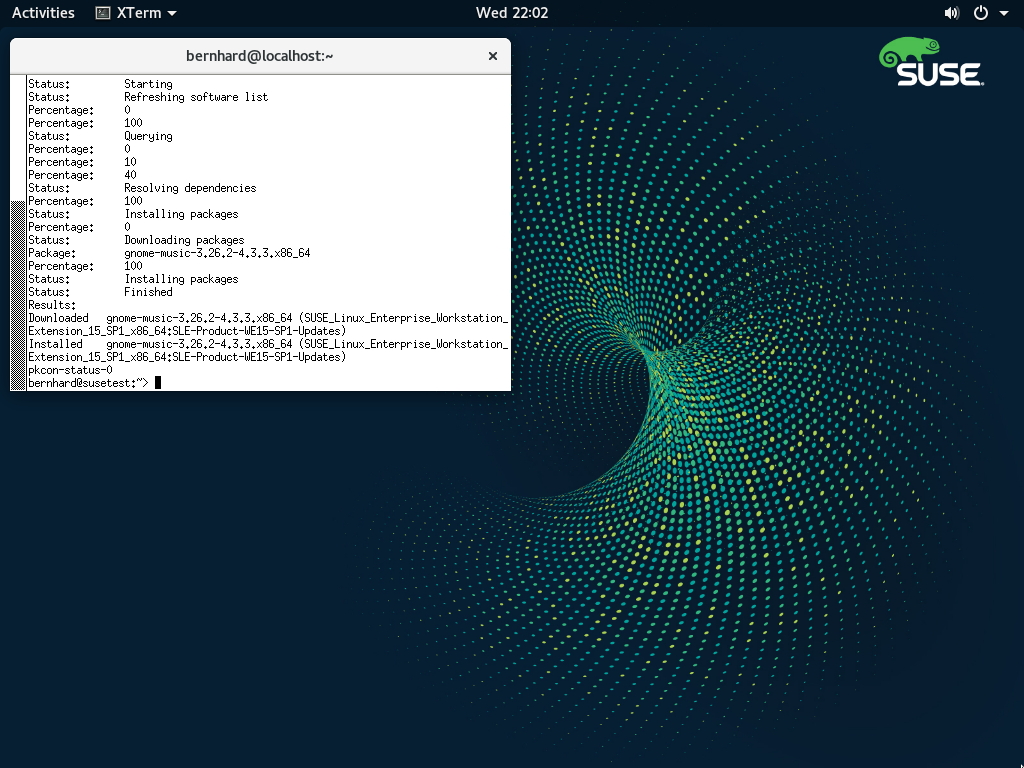 Activities XTerm Wed 22:02
SUSE
bernhard@localhost:~ ×
Status: Starting
Status: Refreshing software list
Percentage: 0
Percentage: 100
Status: Querying
Percentage: 0
Percentage: 10
Percentage: 40
Status: Resolving dependencies
Percentage: 100
Status: Installing packages
Percentage: 0
Status: Downloading packages
Package: gnome-music-3.26.2-4.3.3.x86_64
Percentage: 100
Status: Installing packages
Status: Finished
Results:
Downloaded gnome-music-3.26.2-4.3.3.x86_64 (SUSE_Linux_Enterprise_Workstation_
Extension_15_SP1_x86_64:SLE-Product-WE15-SP1-Updates)
Installed gnome-music-3.26.2-4.3.3.x86_64 (SUSE_Linux_Enterprise_Workstation_
Extension_15_SP1_x86_64:SLE-Product-WE15-SP1-Updates)
pkcon-status-0
bernhard@susetest:~>